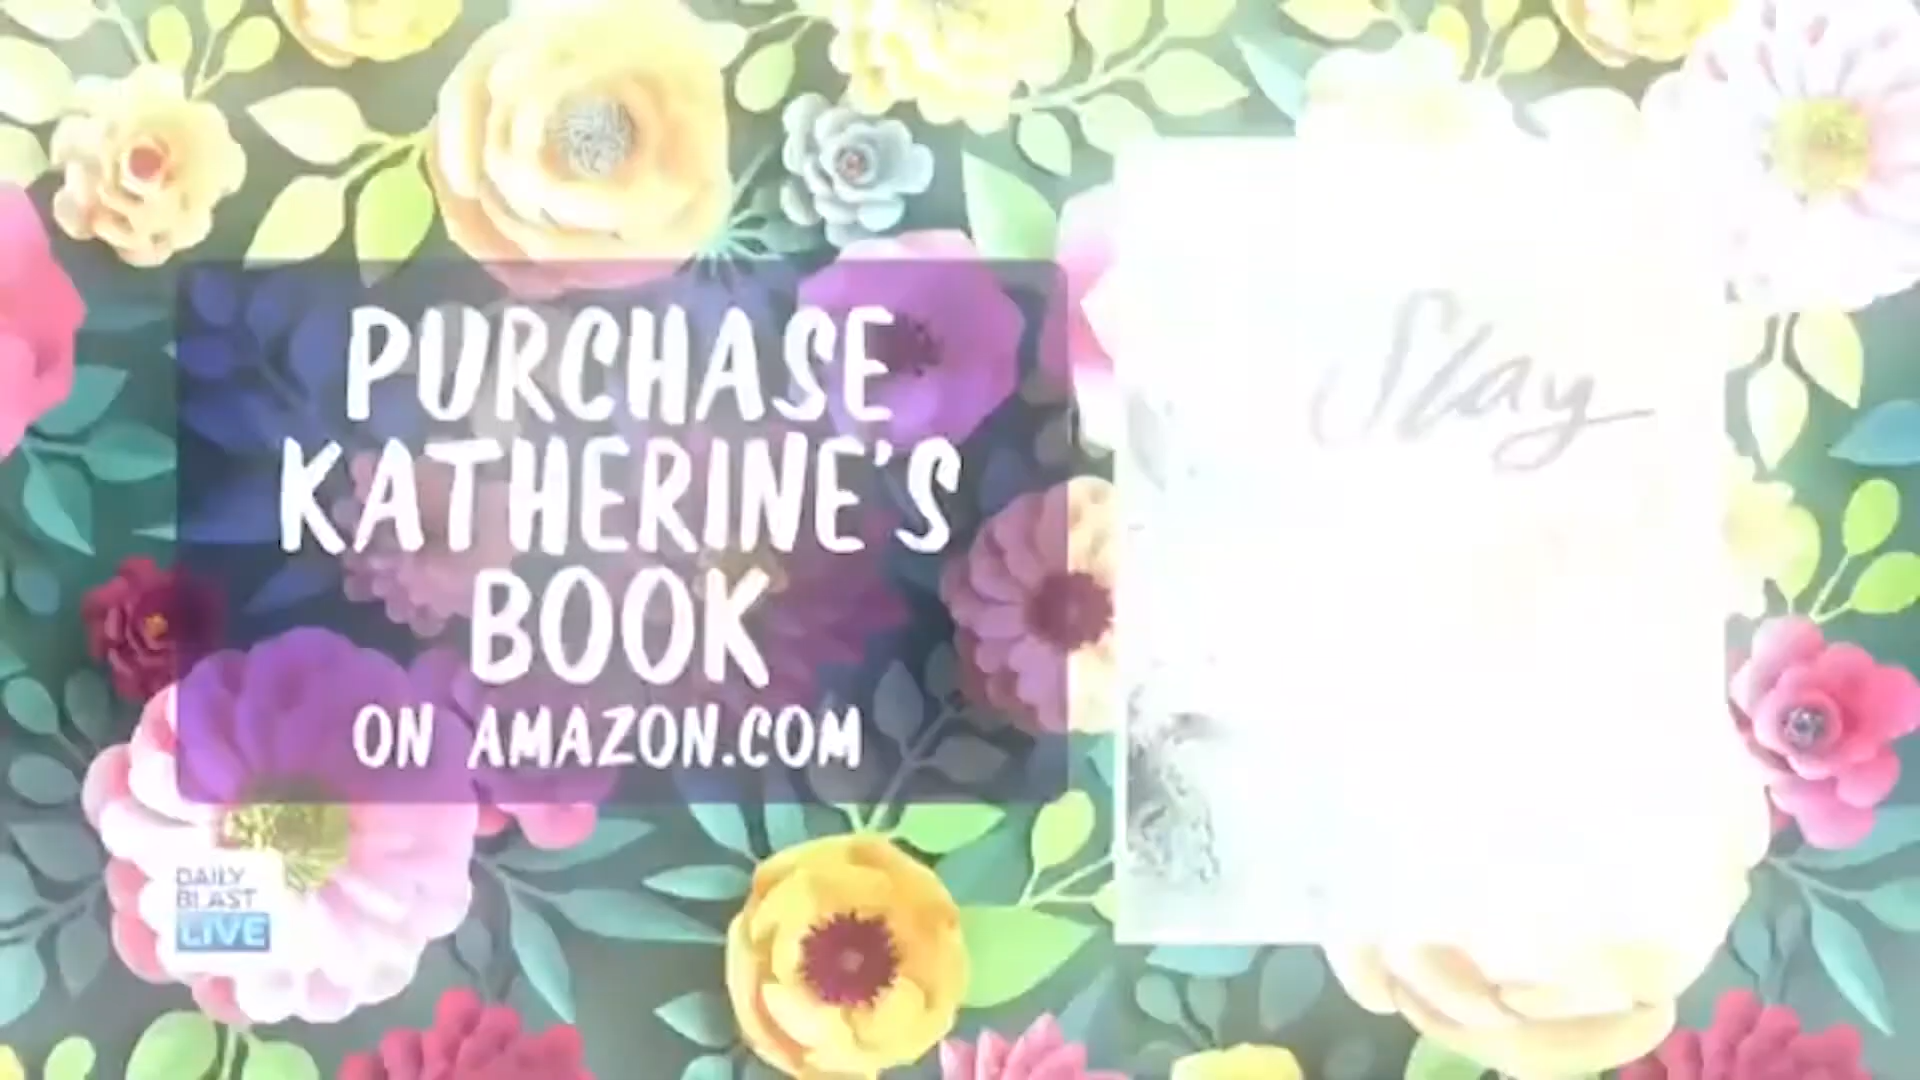 PURCHASE
KATHERINE'S
BOOK
ON AMAZON.COM
Slay
DAILY
BLAST
LIVE